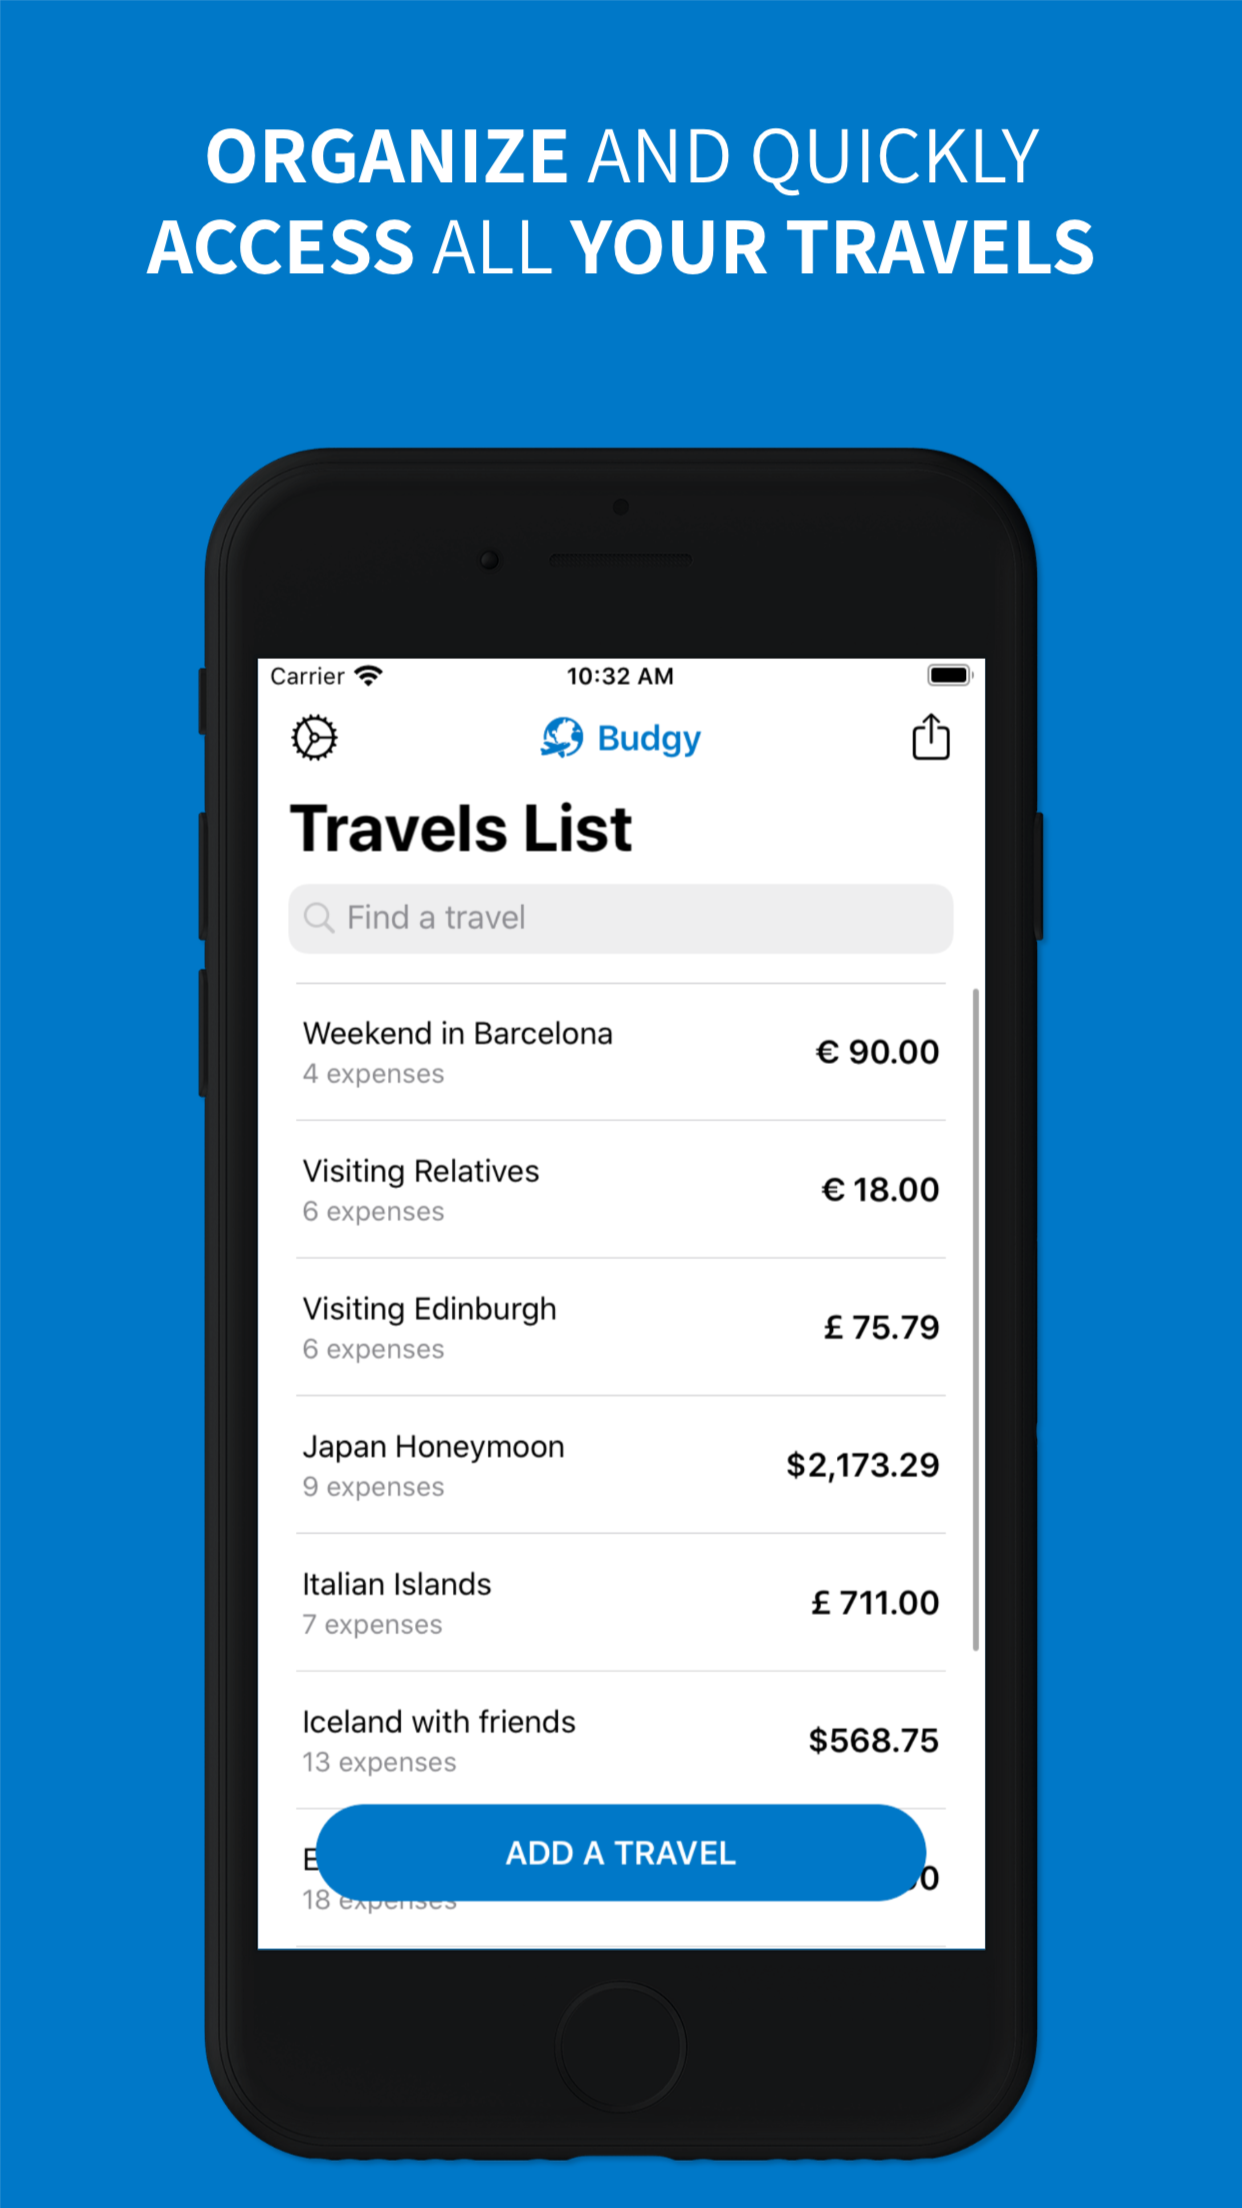 ORGANIZE AND QUICKLY
ACCESS ALL YOUR TRAVELS
Carrier 10:32 AM
Budgy
Travels List
Find a travel
Weekend in Barcelona
4 expenses
€ 90.00
Visiting Relatives
6 expenses
€ 18.00
Visiting Edinburgh
6 expenses
£ 75.79
Japan Honeymoon
9 expenses
$2,173.29
Italian Islands
7 expenses
£ 711.00
Iceland with friends
13 expenses
$568.75
ADD A TRAVEL
18 expenses